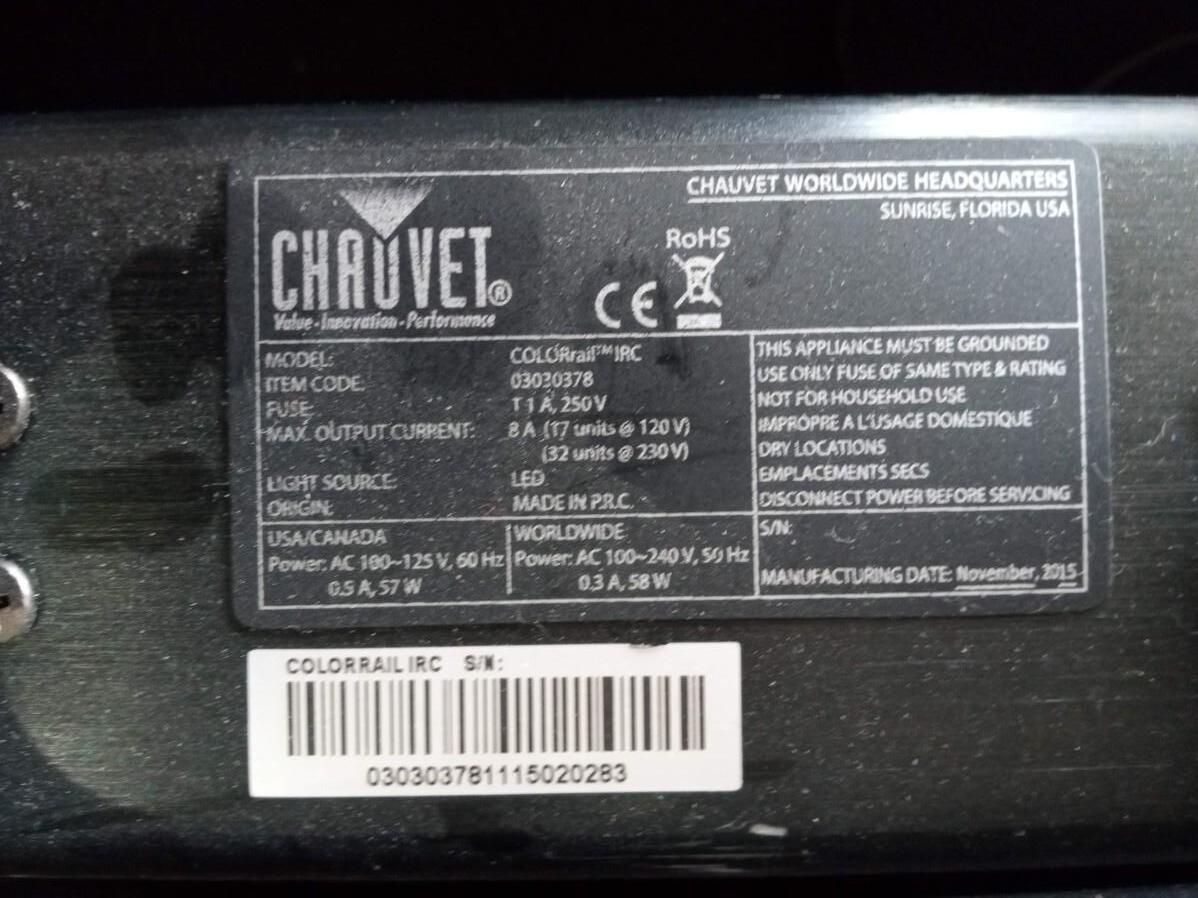 CHAUVET®
Value - Innovation - Performance
CHAUVET WORLDWIDE HEADQUARTERS
SUNRISE, FLORIDA USA
RoHS
CE
MODEL: COLORrail™ IRC
ITEM CODE: 03030378
FUSE: T 1 A, 250 V
MAX. OUTPUT CURRENT: 8 A (17 units @ 120 V)
(32 units @ 230 V)
LIGHT SOURCE: LED
ORIGIN: MADE IN P.R.C.
THIS APPLIANCE MUST BE GROUNDED
USE ONLY FUSE OF SAME TYPE & RATING
NOT FOR HOUSEHOLD USE
IMPROPRE A L'USAGE DOMESTIQUE
DRY LOCATIONS
EMPLACEMENTS SECS
DISCONNECT POWER BEFORE SERVICING
USA/CANADA
Power: AC 100~125 V, 60 Hz
0.5 A, 57 W
WORLDWIDE
Power: AC 100~240 V, 50 Hz
0.3 A, 58 W
S/N:
MANUFACTURING DATE: November, 2015
COLORRAIL IRC S/N:
030303781115020283